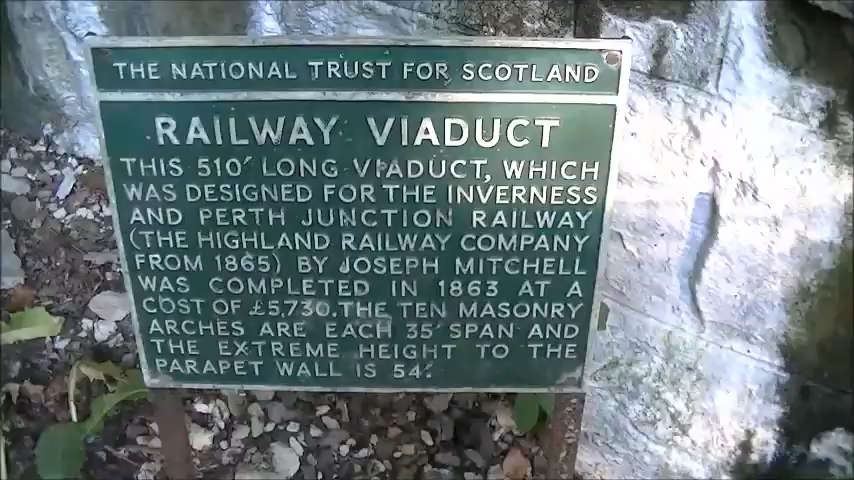 THE NATIONAL TRUST FOR SCOTLAND
RAILWAY VIADUCT
THIS 510' LONG VIADUCT, WHICH
WAS DESIGNED FOR THE INVERNESS
AND PERTH JUNCTION RAILWAY
(THE HIGHLAND RAILWAY COMPANY
FROM 1865) BY JOSEPH MITCHELL
WAS COMPLETED IN 1863 AT A
COST OF £5,730. THE TEN MASONRY
ARCHES ARE EACH 35' SPAN AND
THE EXTREME HEIGHT TO THE
PARAPET WALL IS 54'.